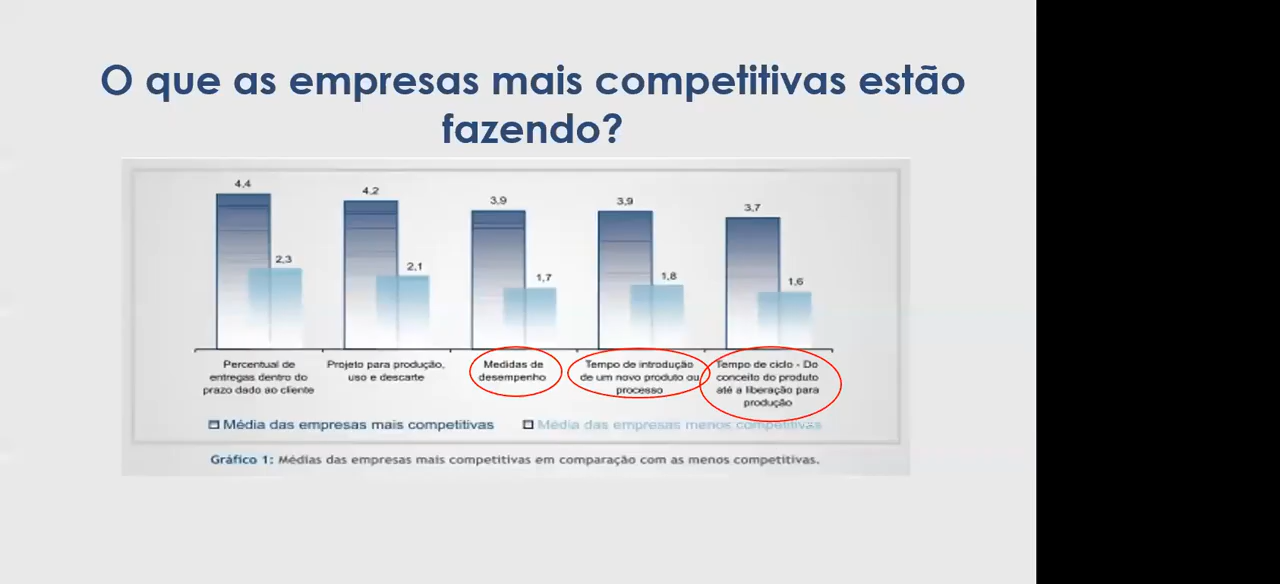 O que as empresas mais competitivas estão
fazendo?
4,4
2,3
4,2
2,1
3,9
1,7
3,9
1,8
3,7
1,6
Percentual de
entregas dentro do
prazo dado ao cliente
Projeto para produção,
uso e descarte
Medidas de
desempenho
Tempo de introdução
de um novo produto ou
processo
Tempo de ciclo - Do
conceito do produto
até a liberação para
produção
Média das empresas mais competitivas
Média das empresas menos competitivas
Gráfico 1: Médias das empresas mais competitivas em comparação com as menos competitivas.